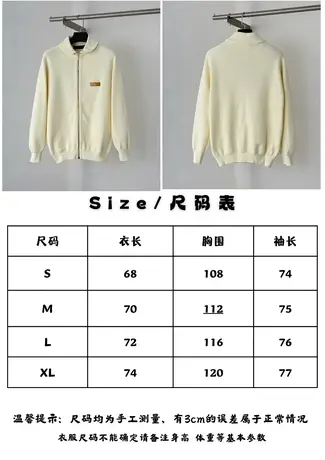 Size/尺码表
尺码 衣长 胸围 袖长
S 68 108 74
M 70 112 75
L 72 116 76
XL 74 120 77
温馨提示：尺码均为手工测量、有3cm的误差属于正常情况
衣服尺码不能确定请备注身高 体重等基本参数